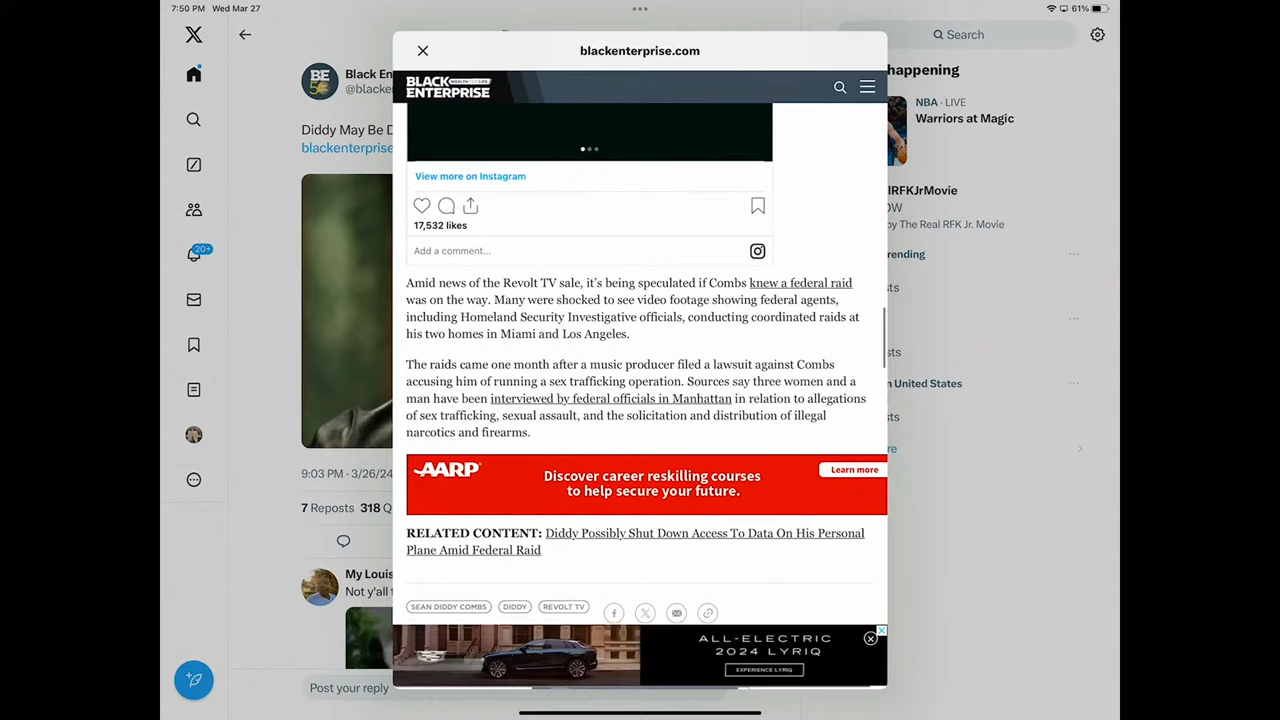 7:50 PM Wed Mar 27
61%
Black En
@blacke
Diddy May Be D
blackenterprise
9:03 PM · 3/26/24
7 Reposts 318 Q
My Louis
Not y'all t
Post your reply
20+
blackenterprise.com
BLACK WEALTH FOR LIFE
ENTERPRISE
View more on Instagram
17,532 likes
Add a comment...
Amid news of the Revolt TV sale, it's being speculated if Combs knew a federal raid
was on the way. Many were shocked to see video footage showing federal agents,
including Homeland Security Investigative officials, conducting coordinated raids at
his two homes in Miami and Los Angeles.
The raids came one month after a music producer filed a lawsuit against Combs
accusing him of running a sex trafficking operation. Sources say three women and a
man have been interviewed by federal officials in Manhattan in relation to allegations
of sex trafficking, sexual assault, and the solicitation and distribution of illegal
narcotics and firearms.
AARP
Discover career reskilling courses
to help secure your future.
Learn more
RELATED CONTENT: Diddy Possibly Shut Down Access To Data On His Personal
Plane Amid Federal Raid
SEAN DIDDY COMBS DIDDY REVOLT TV
ALL-ELECTRIC
2024 LYRIQ
EXPERIENCE LYRIQ
Search
happening
NBA · LIVE
Warriors at Magic
lRFKJrMovie
OW
by The Real RFK Jr. Movie
rending
sts
sts
n United States
sts
re